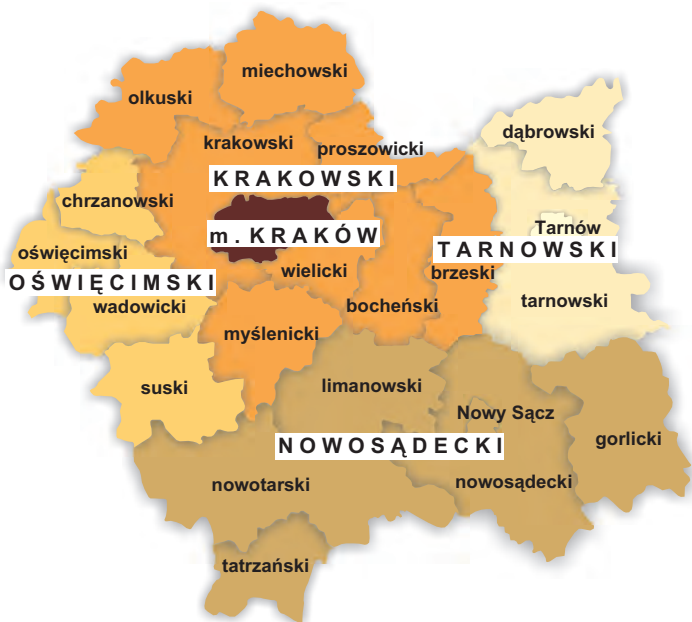 miechowski
olkuski
dąbrowski
krakowski
proszowicki
KRAKOWSKI
chrzanowski
Tarnów
m. KRAKÓW
TARNOWSKI
oświęcimski
wielicki
brzeski
OŚWIĘCIMSKI
wadowicki
bocheński
tarnowski
myślenicki
suski
limanowski
Nowy Sącz
NOWOSĄDECKI
gorlicki
nowotarski
nowosądecki
tatrzański